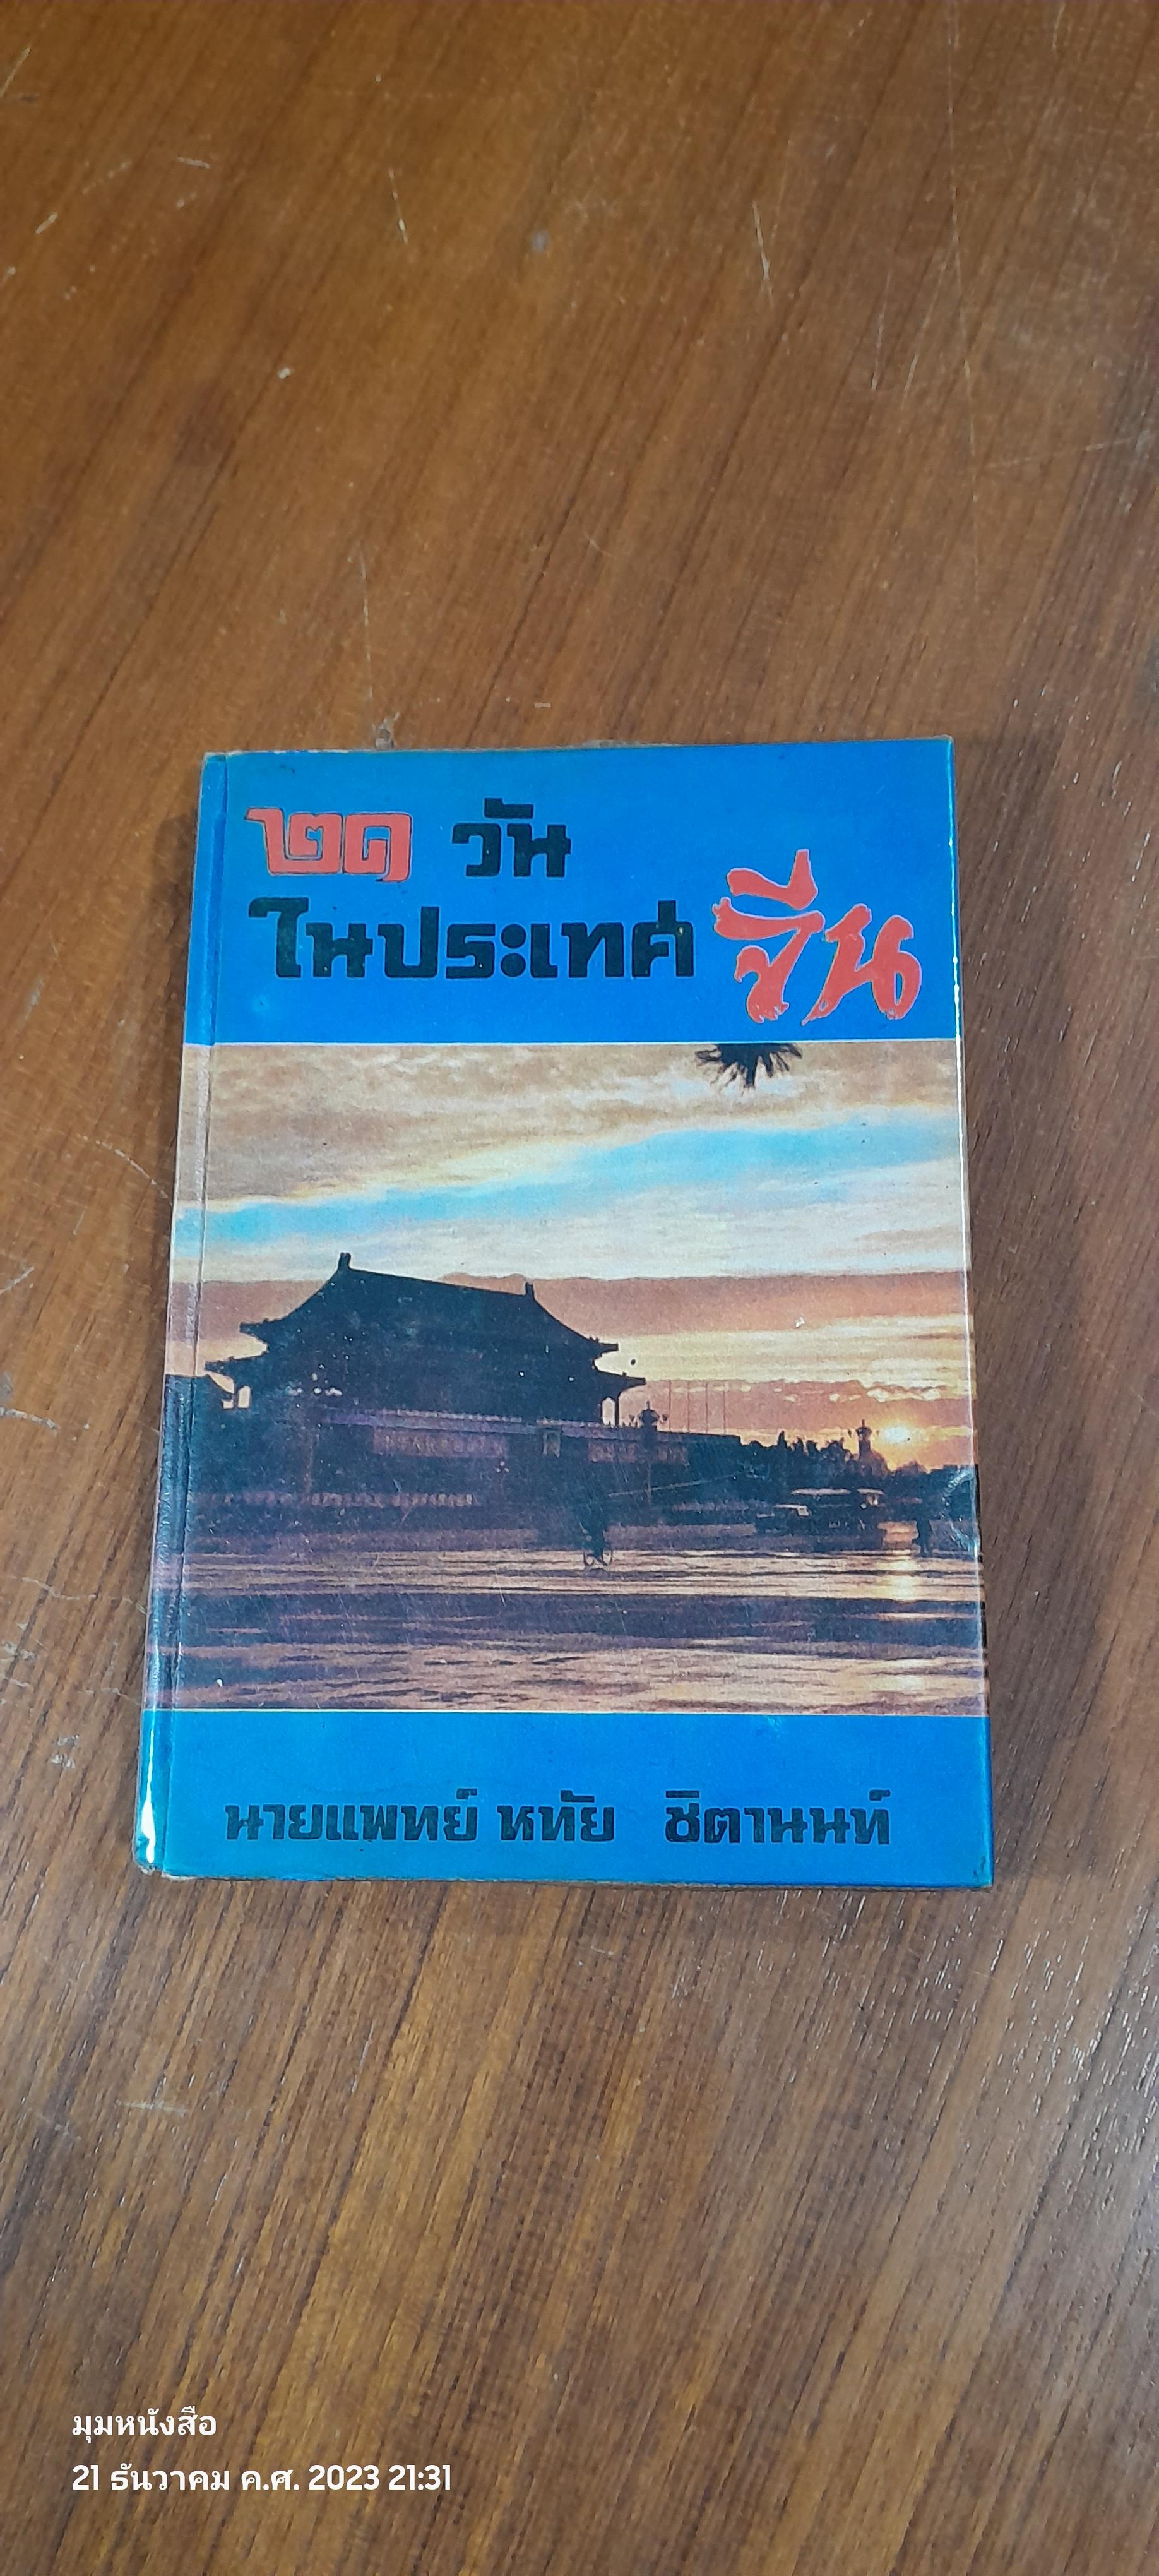 ๒๑ วัน
ในประเทศ จีน
นายแพทย์ หทัย ชิตานนท์
มุมหนังสือ
21 ธันวาคม ค.ศ. 2023 21:31